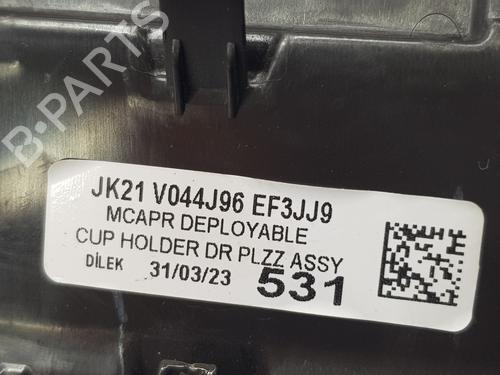 B-PARTS
JK21 V044J96 EF3JJ9
MCAPR DEPLOYABLE
CUP HOLDER DR PLZZ ASSY
DİLEK 31/03/23 531